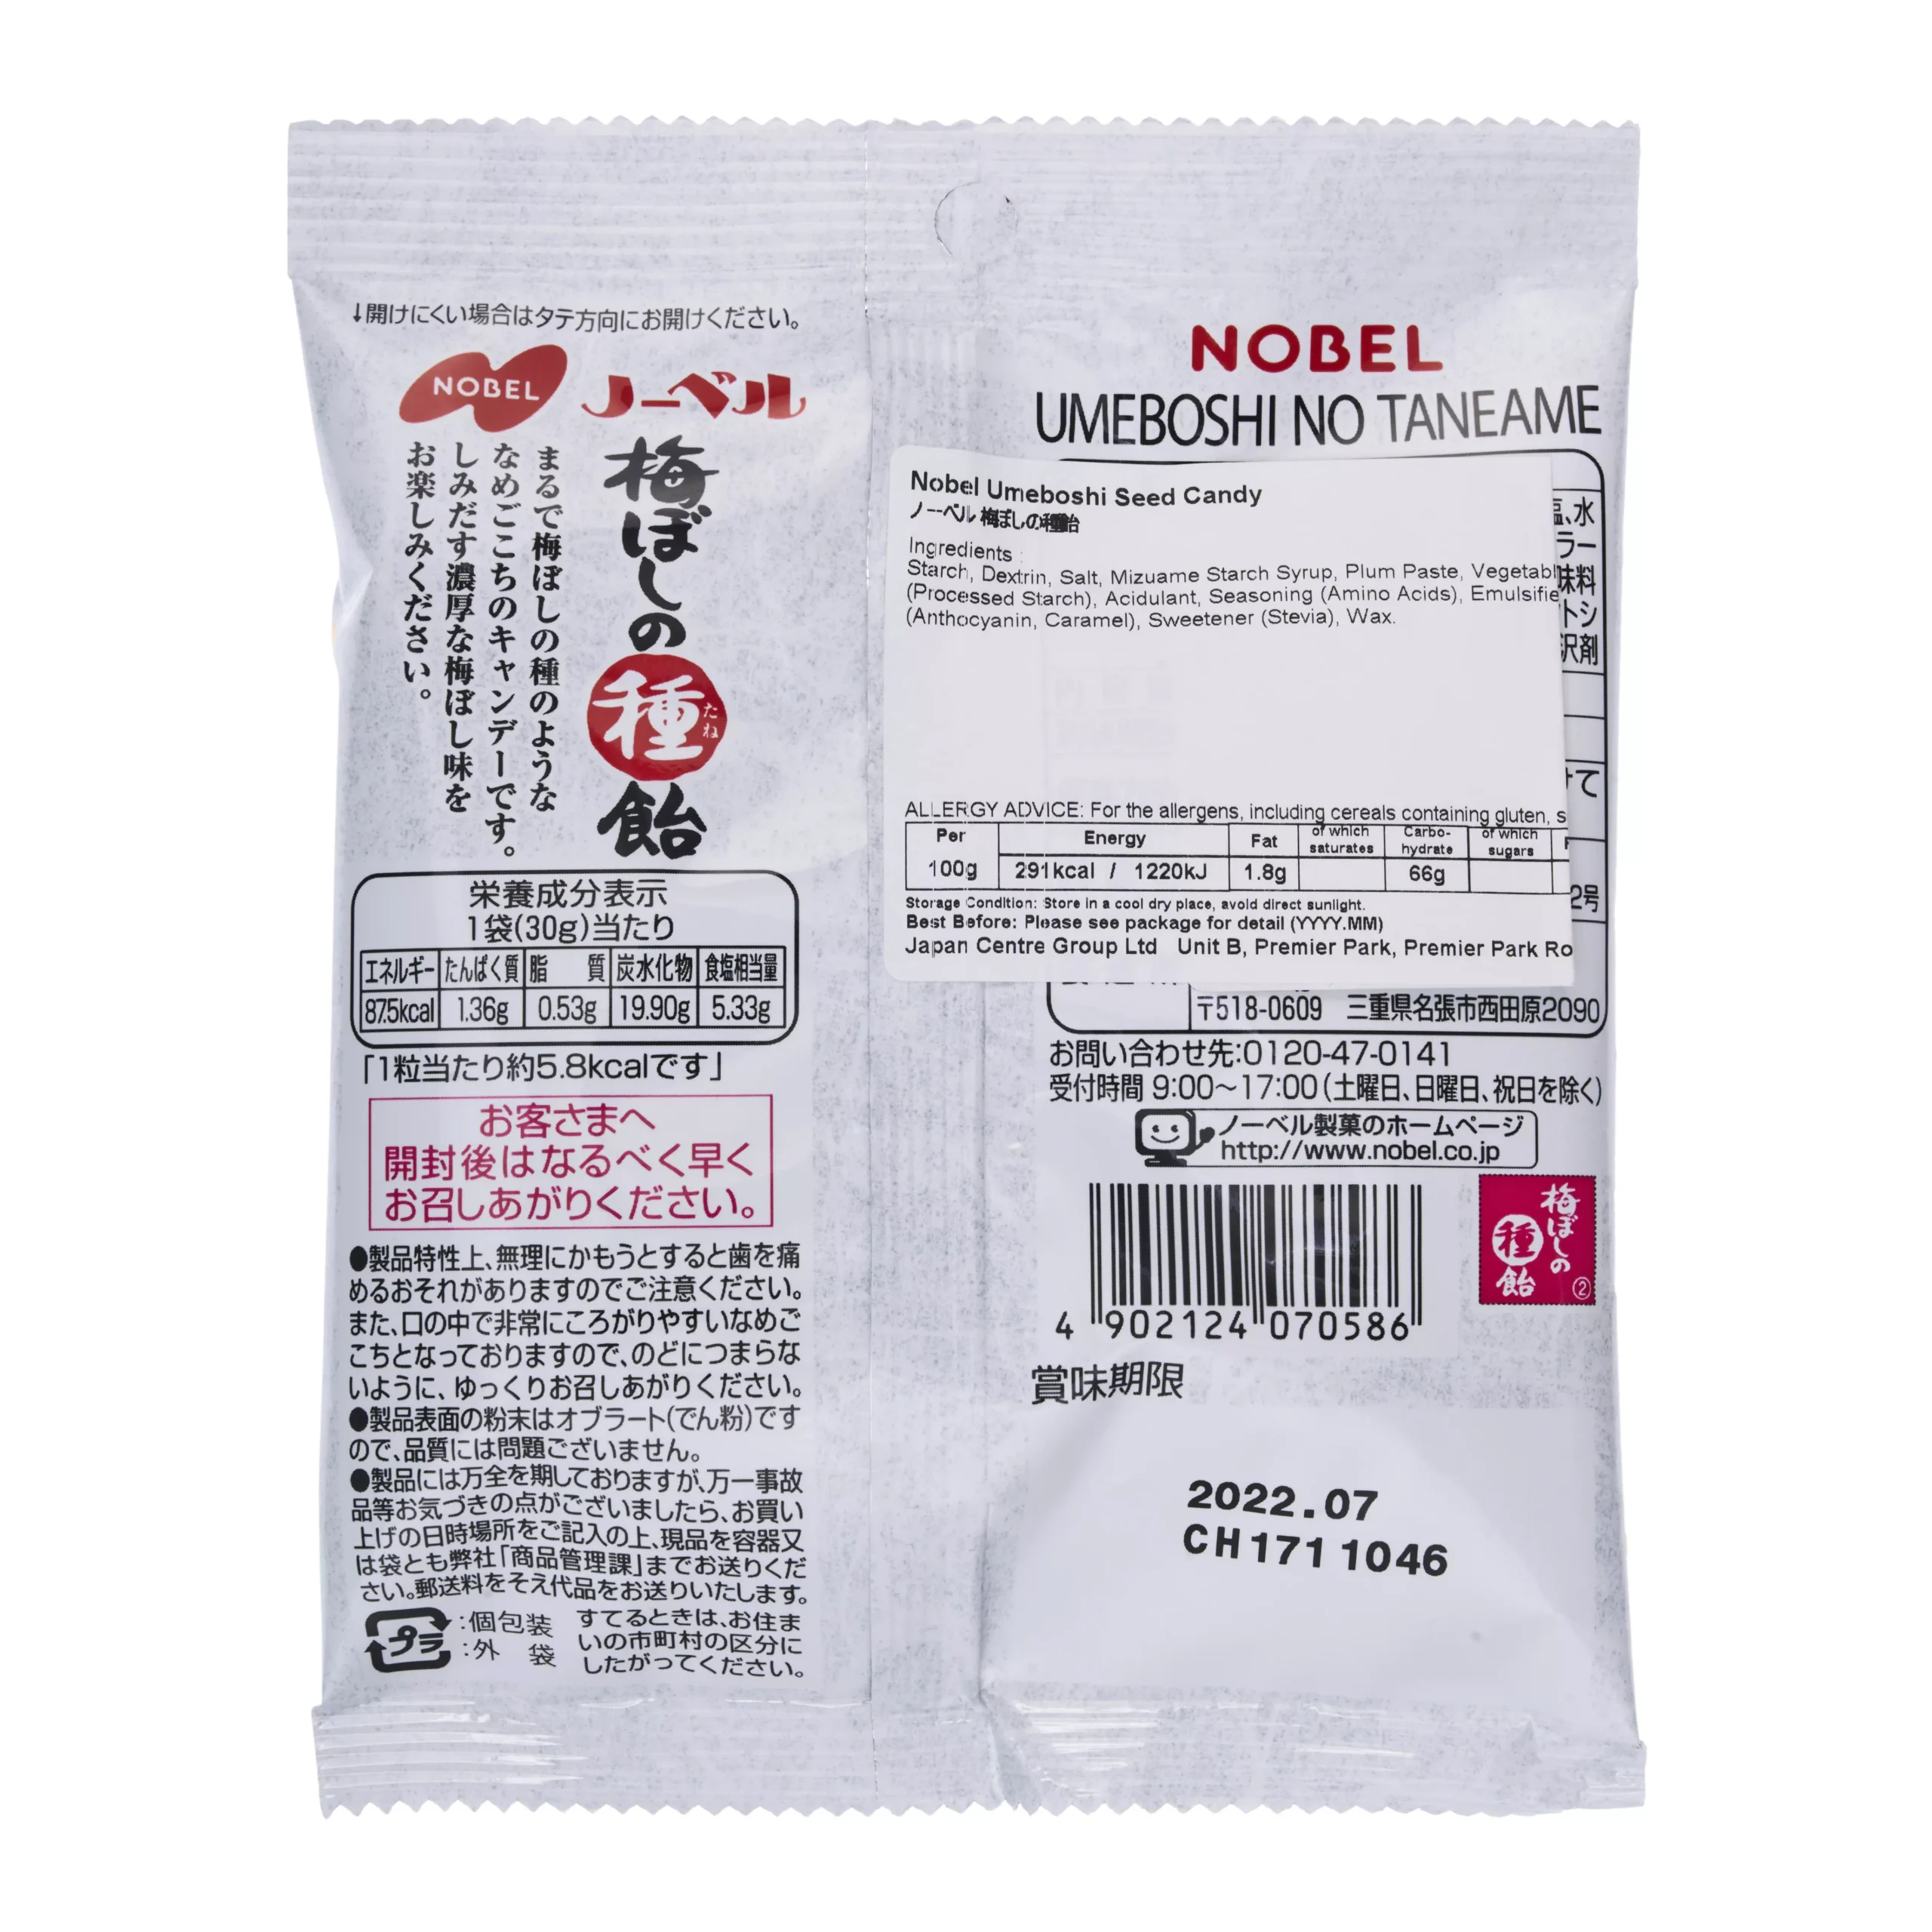 ↓開けにくい場合はタテ方向にお開けください。
NOBEL ノーベル
梅ぼしの種飴
たね
まるで梅ぼしの種のような
なめごこちのキャンデーです。
しみだす濃厚な梅ぼし味を
お楽しみください。
栄養成分表示
1袋(30g)当たり
エネルギー たんぱく質 脂質 炭水化物 食塩相当量
87.5kcal 1.36g 0.53g 19.90g 5.33g
「1粒当たり約5.8kcalです」
お客さまへ
開封後はなるべく早く
お召しあがりください。
●製品特性上、無理にかもうとすると歯を痛
めるおそれがありますのでご注意ください。
また、口の中で非常にころがりやすいなめご
こちとなっておりますので、のどにつまらな
いように、ゆっくりお召しあがりください。
●製品表面の粉末はオブラート(でん粉)です
ので、品質には問題ございません。
●製品には万全を期しておりますが、万一事故
品等お気づきの点がございましたら、お買い
上げの日時場所をご記入の上、現品を容器又
は袋とも弊社「商品管理課」までお送りくだ
さい。郵送料をそえ代品をお送りいたします。
プラ :個包装
:外 袋
すてるときは、お住ま
いの市町村の区分に
したがってください。
NOBEL
UMEBOSHI NO TANEAME
塩、水
ラー
味料
トシ
沢剤
けて
2号
Nobel Umeboshi Seed Candy
ノーベル 梅ぼしの種飴
Ingredients :
Starch, Dextrin, Salt, Mizuame Starch Syrup, Plum Paste,
(Processed Starch), Acidulant, Seasoning (Amino Acids),
(Anthocyanin, Caramel), Sweetener (Stevia), Wax.
ALLERGY ADVICE: For the allergens, including cereals containing gluten, s
Per 100g Energy Fat of which saturates Carbo-hydrate of which sugars
291kcal / 1220kJ 1.8g 66g
Storage Condition: Store in a cool dry place, avoid direct sunlight.
Best Before: Please see package for detail (YYYY.MM)
Japan Centre Group Ltd Unit B, Premier Park, Premier Park Ro
〒518-0609 三重県名張市西田原2090
お問い合わせ先:0120-47-0141
受付時間 9:00〜17:00(土曜日、日曜日、祝日を除く)
ノーベル製菓のホームページ
http://www.nobel.co.jp
4 902124 070586
梅ぼしの種飴②
賞味期限
2022.07
CH1711046